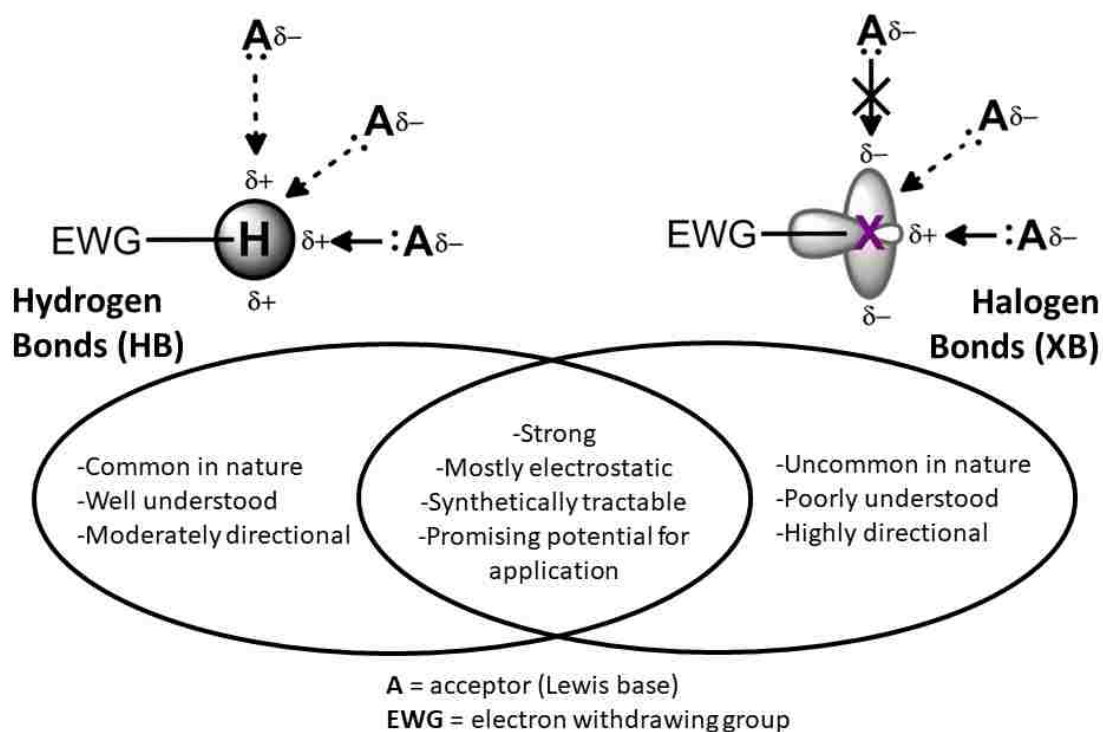 Aδ−
Aδ−
δ+
EWG
H
δ+
:Aδ−
δ+
Hydrogen
Bonds (HB)
Aδ−
Aδ−
δ−
EWG
X
δ+
:Aδ−
δ−
Halogen
Bonds (XB)
-Common in nature
-Well understood
-Moderately directional
-Strong
-Mostly electrostatic
-Synthetically tractable
-Promising potential for
application
-Uncommon in nature
-Poorly understood
-Highly directional
A = acceptor (Lewis base)
EWG = electron withdrawing group